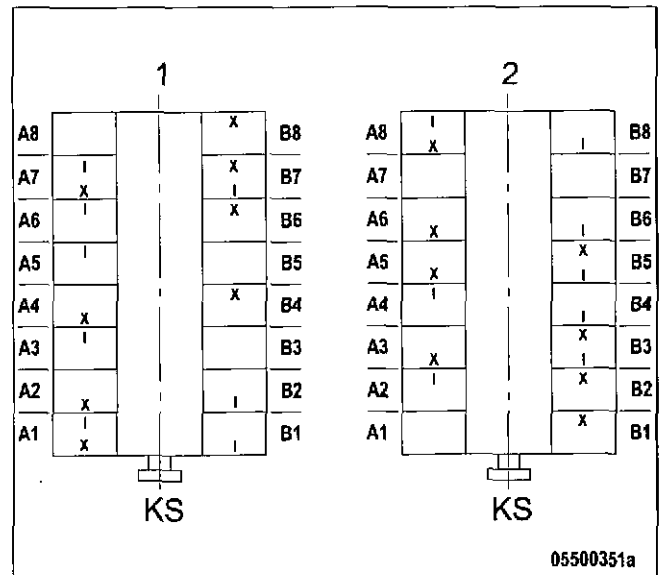 1 2
X I
A8 B8 A8 B8
X I
I X
A7 B7 A7 B7
X I
I X
A6 B6 A6 B6
X I
I X
A5 B5 A5 B5
X I
X I
A4 B4 A4 B4
X I
I X
A3 B3 A3 B3
X I
I X
A2 B2 A2 B2
X I
I X
A1 B1 A1 B1
X I
KS KS
05500351a